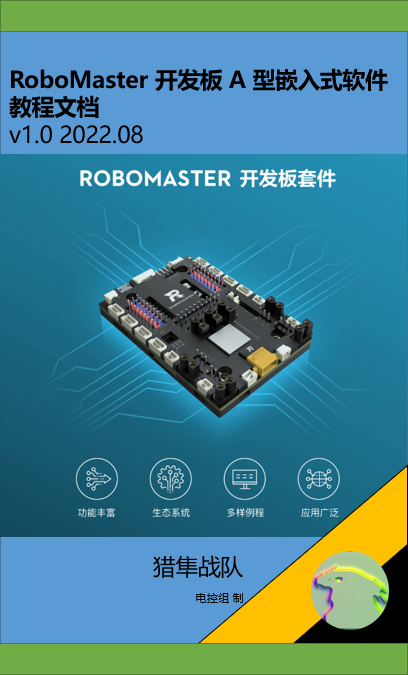 RoboMaster 开发板 A 型嵌入式软件
教程文档
v1.0 2022.08
ROBOMASTER 开发板套件
R
功能丰富
生态系统
多样例程
应用广泛
猎隼战队
电控组 制